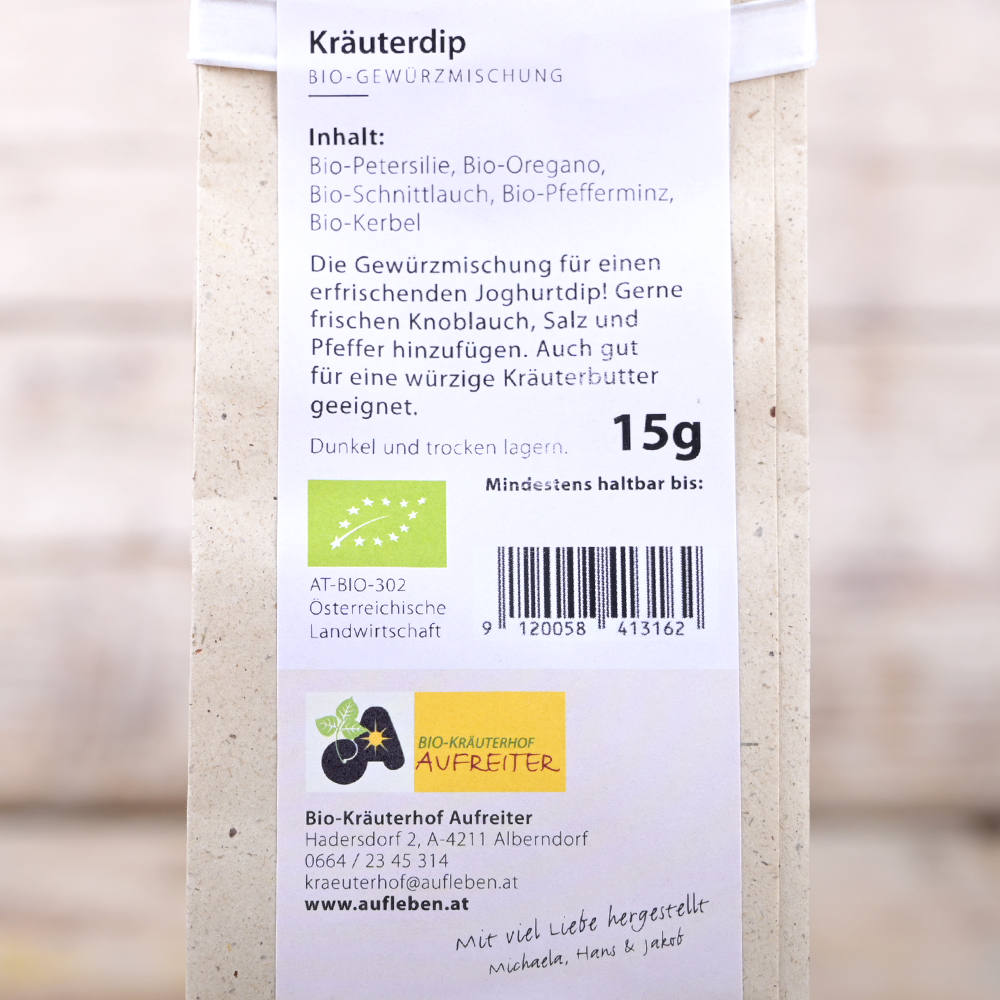 Kräuterdip
BIO-GEWÜRZMISCHUNG
Inhalt:
Bio-Petersilie, Bio-Oregano,
Bio-Schnittlauch, Bio-Pfefferminz,
Bio-Kerbel
Die Gewürzmischung für einen
erfrischenden Joghurtdip! Gerne
frischen Knoblauch, Salz und
Pfeffer hinzufügen. Auch gut
für eine würzige Kräuterbutter
geeignet.
15g
Dunkel und trocken lagern.
Mindestens haltbar bis:
AT-BIO-302
Österreichische
Landwirtschaft
9 120058 413162
BIO-KRÄUTERHOF
AUFREITER
Bio-Kräuterhof Aufreiter
Hadersdorf 2, A-4211 Alberndorf
0664 / 23 45 314
kraeuterhof@aufleben.at
www.aufleben.at
Mit viel Liebe hergestellt
Michaela, Hans & Jakob